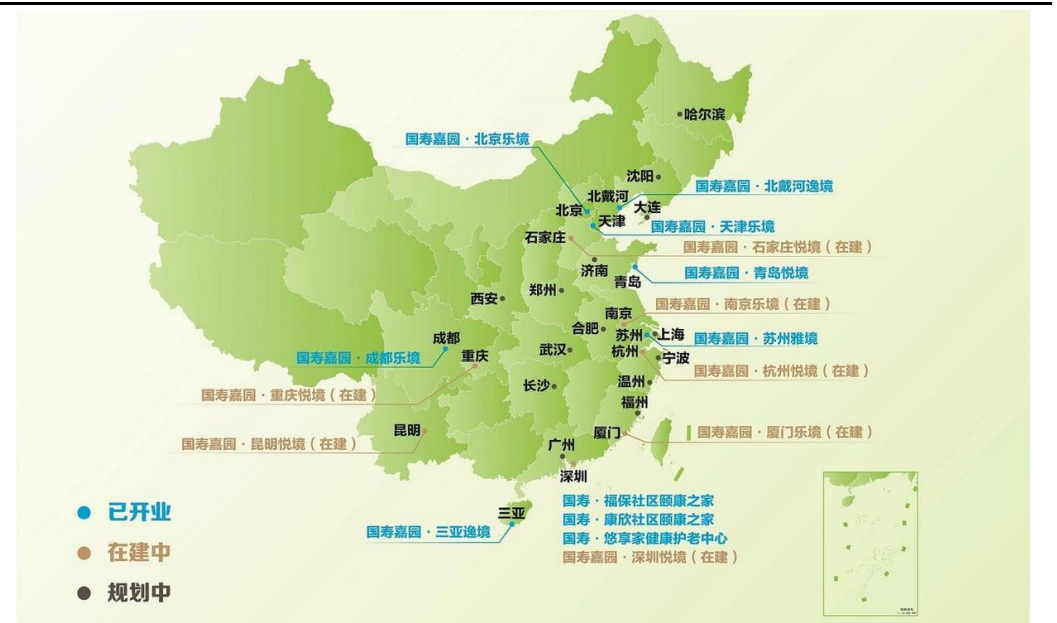 哈尔滨
国寿嘉园·北京乐境
沈阳
北戴河
国寿嘉园·北戴河逸境
北京
大连
天津
国寿嘉园·天津乐境
石家庄
国寿嘉园·石家庄悦境（在建）
济南
国寿嘉园·青岛悦境
青岛
郑州
西安
国寿嘉园·南京乐境（在建）
南京
合肥
苏州
上海
国寿嘉园·苏州雅境
成都
国寿嘉园·成都乐境
重庆
武汉
杭州
宁波
国寿嘉园·杭州悦境（在建）
长沙
温州
国寿嘉园·重庆悦境（在建）
福州
昆明
厦门
国寿嘉园·厦门乐境（在建）
国寿嘉园·昆明悦境（在建）
广州
深圳
国寿·福保社区颐康之家
国寿·康欣社区颐康之家
国寿·悠享家健康护老中心
国寿嘉园·深圳悦境（在建）
三亚
国寿嘉园·三亚逸境
已开业
在建中
规划中